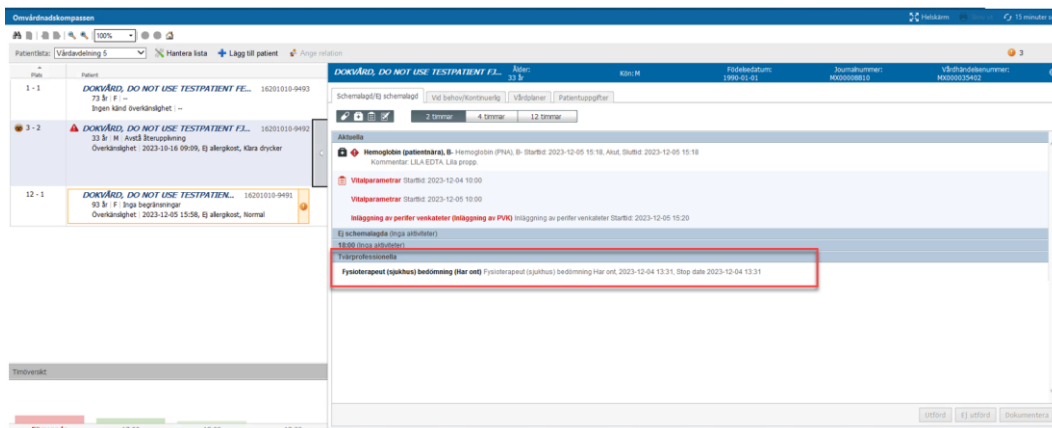 Omvårdnadskompassen
Helskärm
15 minuter s
100%
Patientlista: Vårdavdelning 5
Hantera lista
Lägg till patient
Ange relation
3
Plats
Patient
1 - 1
DOKVÅRD, DO NOT USE TESTPATIENT FE... 16201010-9493
73 år | F | --
Ingen känd överkänslighet | --
3 - 2
DOKVÅRD, DO NOT USE TESTPATIENT FJ... 16201010-9492
33 år | M | Avstå återupplivning
Överkänslighet | 2023-10-16 09:09, Ej allergikost, Klara drycker
12 - 1
DOKVÅRD, DO NOT USE TESTPATIEN... 16201010-9491
93 år | F | Inga begränsningar
Överkänslighet | 2023-12-05 15:58, Ej allergikost, Normal
Timöversikt
DOKVÅRD, DO NOT USE TESTPATIENT FJ...
Ålder:
33 år
Kön: M
Födelsedatum:
1990-01-01
Journalnummer:
MX00008810
Vårdhändelsenummer:
MX000035402
Schemalagd/Ej schemalagd
Vid behov/Kontinuerlig
Vårdplaner
Patientuppgifter
2 timmar
4 timmar
12 timmar
Aktuella
Hemoglobin (patientnära), B- Hemoglobin (PNA), B- Starttid: 2023-12-05 15:18, Akut, Sluttid: 2023-12-05 15:18
Kommentar: LILA EDTA. Lila propp.
Vitalparametrar Starttid: 2023-12-04 10:00
Vitalparametrar Starttid: 2023-12-05 10:00
Inläggning av perifer venkateter (Inläggning av PVK) Inläggning av perifer venkateter Starttid: 2023-12-05 15:20
Ej schemalagda (Inga aktiviteter)
18:00 (Inga aktiviteter)
Tvärprofessionella
Fysioterapeut (sjukhus) bedömning (Har ont) Fysioterapeut (sjukhus) bedömning Har ont, 2023-12-04 13:31, Stop date 2023-12-04 13:31
Utförd
Ej utförd
Dokumentera